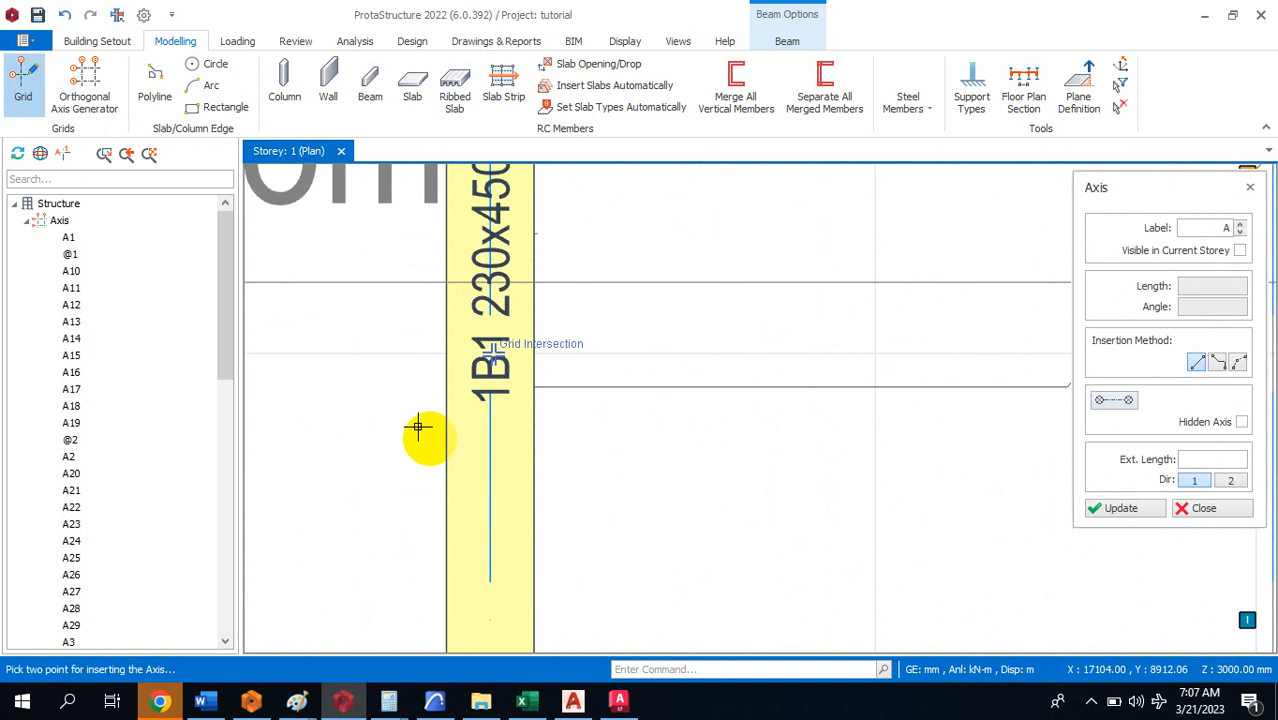 ProtaStructure 2022 (6.0.392) / Project: tutorial
Beam Options
Building Setout
Modelling
Loading
Review
Analysis
Design
Drawings & Reports
BIM
Display
Views
Help
Beam
Grid
Orthogonal
Axis Generator
Grids
Polyline
Circle
Arc
Rectangle
Slab/Column Edge
Column
Wall
Beam
Slab
Ribbed
Slab
Slab Strip
Slab Opening/Drop
Insert Slabs Automatically
Set Slab Types Automatically
RC Members
Merge All
Vertical Members
Separate All
Merged Members
Steel
Members
Support
Types
Floor Plan
Section
Plane
Definition
Tools
Storey: 1 (Plan)
Search...
Structure
Axis
A1
@1
A10
A11
A12
A13
A14
A15
A16
A17
A18
A19
@2
A2
A20
A21
A22
A23
A24
A25
A26
A27
A28
A29
A3
1B1 230x450
Grid Intersection
Axis
Label: A
Visible in Current Storey
Length:
Angle:
Insertion Method:
Hidden Axis
Ext. Length:
Dir: 1 2
Update
Close
Pick two point for inserting the Axis...
Enter Command...
GE: mm , Anl: kN-m , Disp: m
X : 17104.00 , Y : 8912.06
Z : 3000.00 mm
7:07 AM
3/21/2023